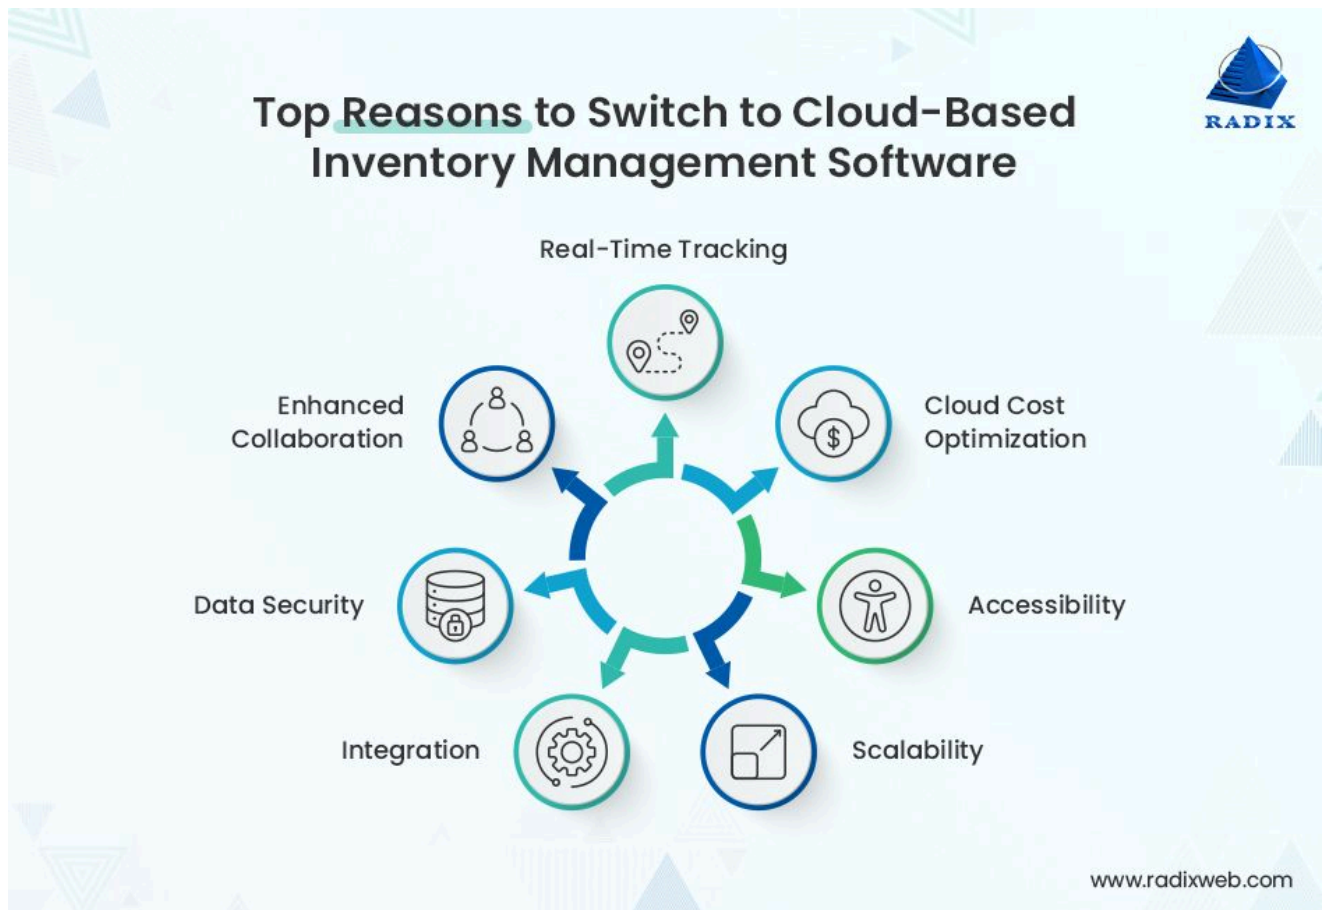 RADIX
Top Reasons to Switch to Cloud-Based
Inventory Management Software
Real-Time Tracking
Enhanced
Collaboration
Cloud Cost
Optimization
$
Data Security
Accessibility
Integration
Scalability
www.radixweb.com